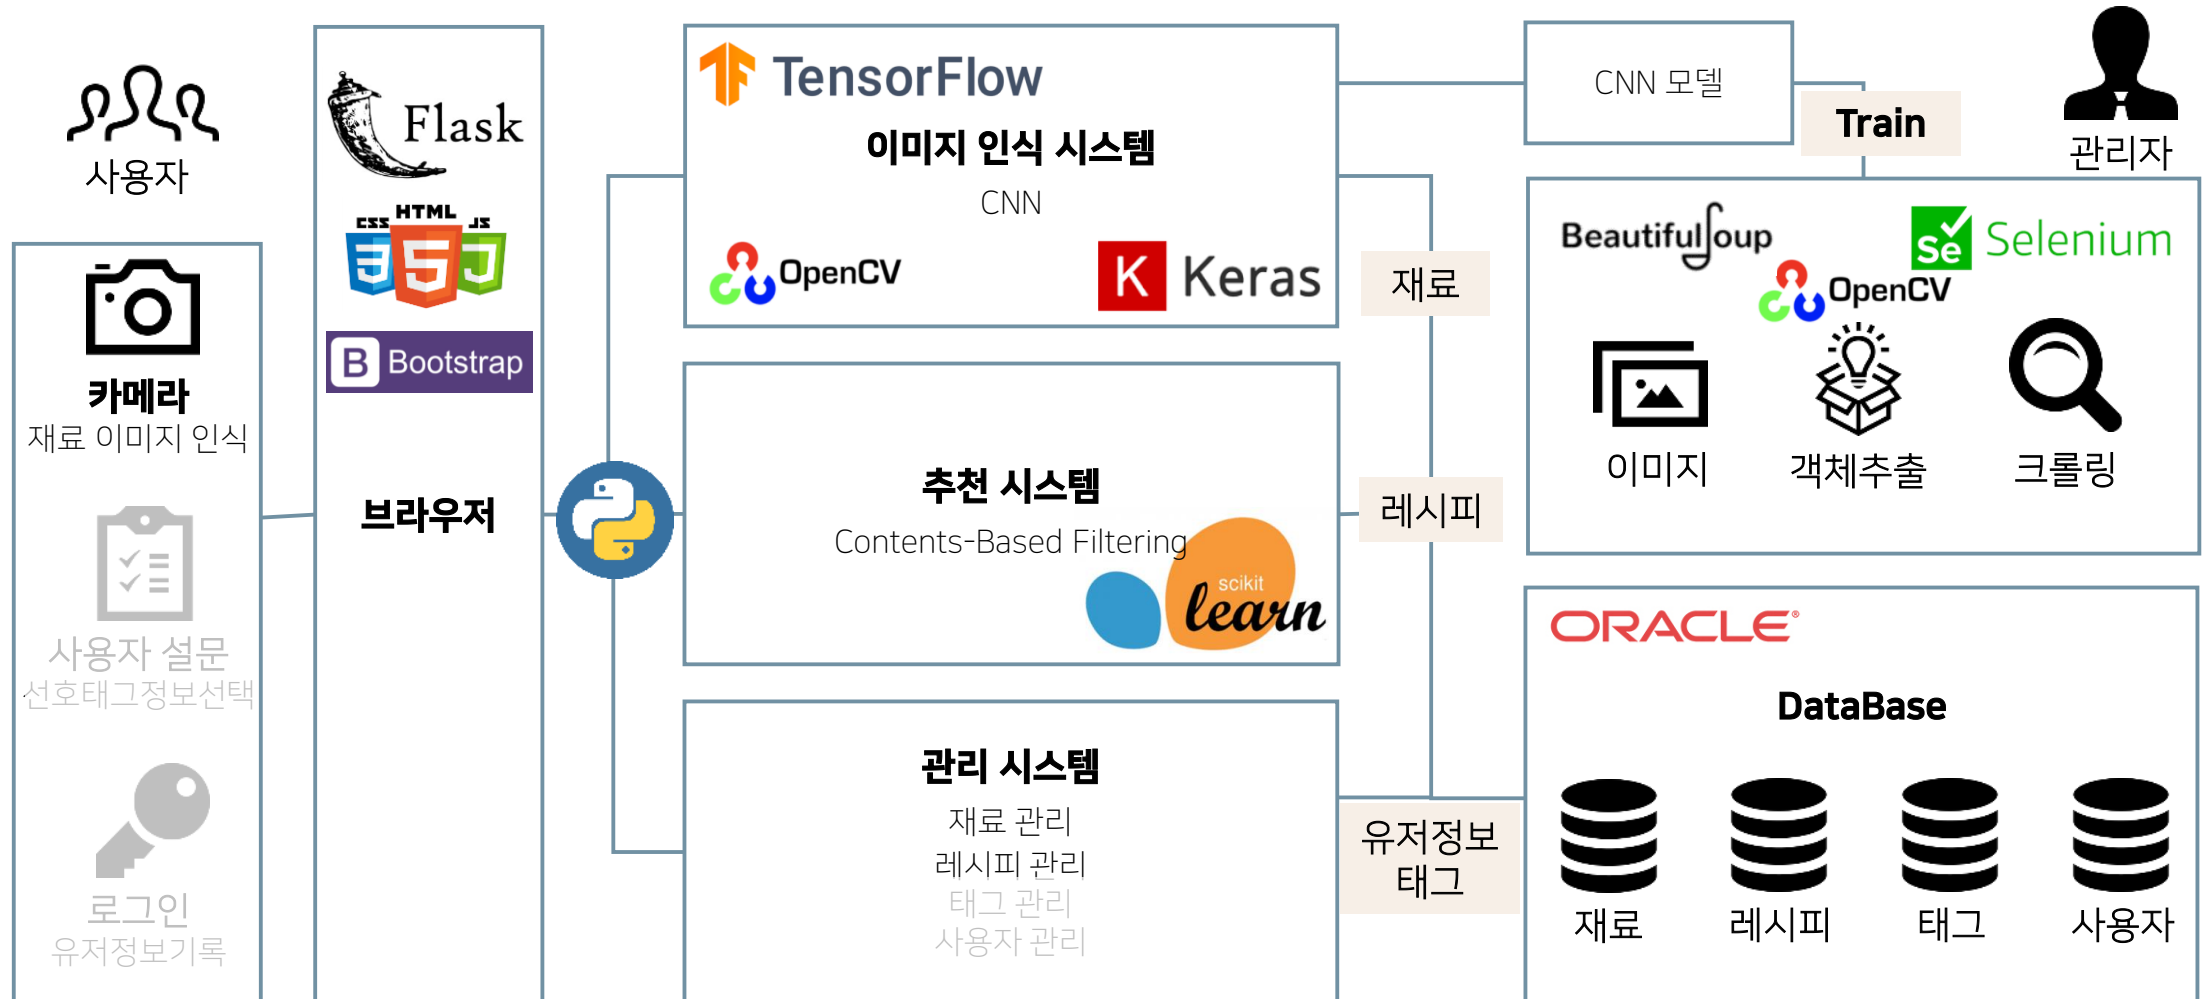 사용자
카메라
재료 이미지 인식
사용자 설문
선호태그정보선택
로그인
유저정보기록
Flask
CSS HTML JS
B Bootstrap
브라우저
TensorFlow
이미지 인식 시스템
CNN
OpenCV
K Keras
추천 시스템
Contents-Based Filtering
scikit
learn
관리 시스템
재료 관리
레시피 관리
태그 관리
사용자 관리
재료
레시피
유저정보
태그
CNN 모델
Train
관리자
BeautifulSoup
Se Selenium
OpenCV
이미지
객체추출
크롤링
ORACLE®
DataBase
재료
레시피
태그
사용자